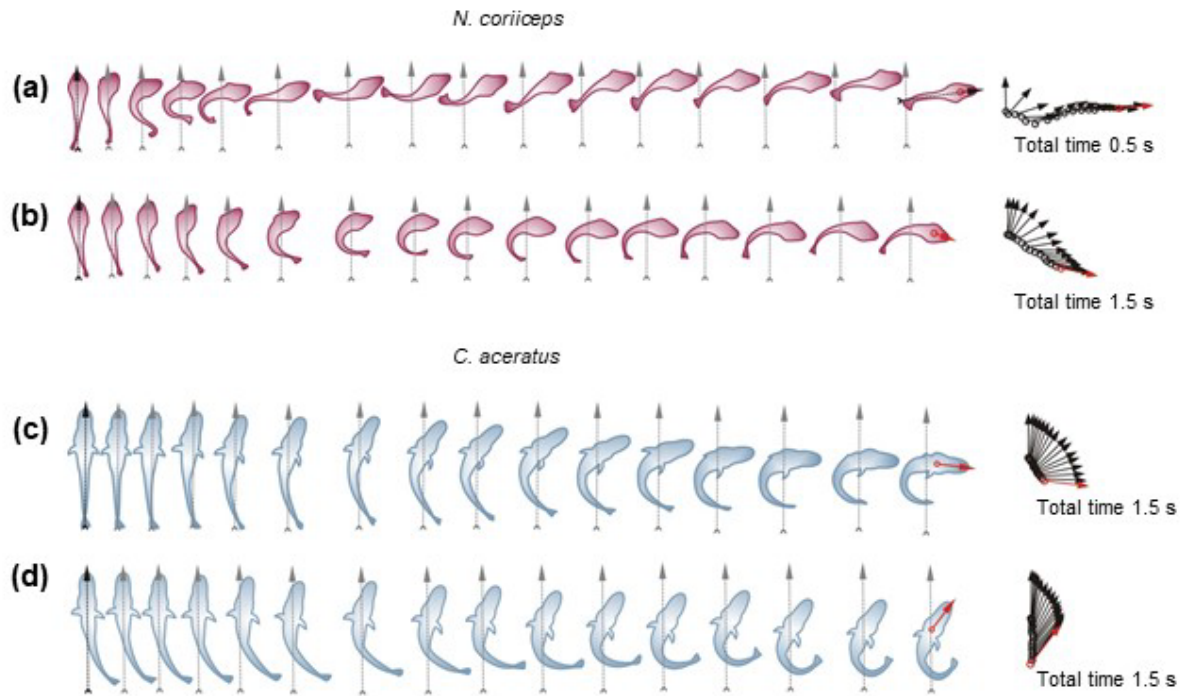 N. coriiceps
(a)
Total time 0.5 s
(b)
Total time 1.5 s
C. aceratus
(c)
Total time 1.5 s
(d)
Total time 1.5 s